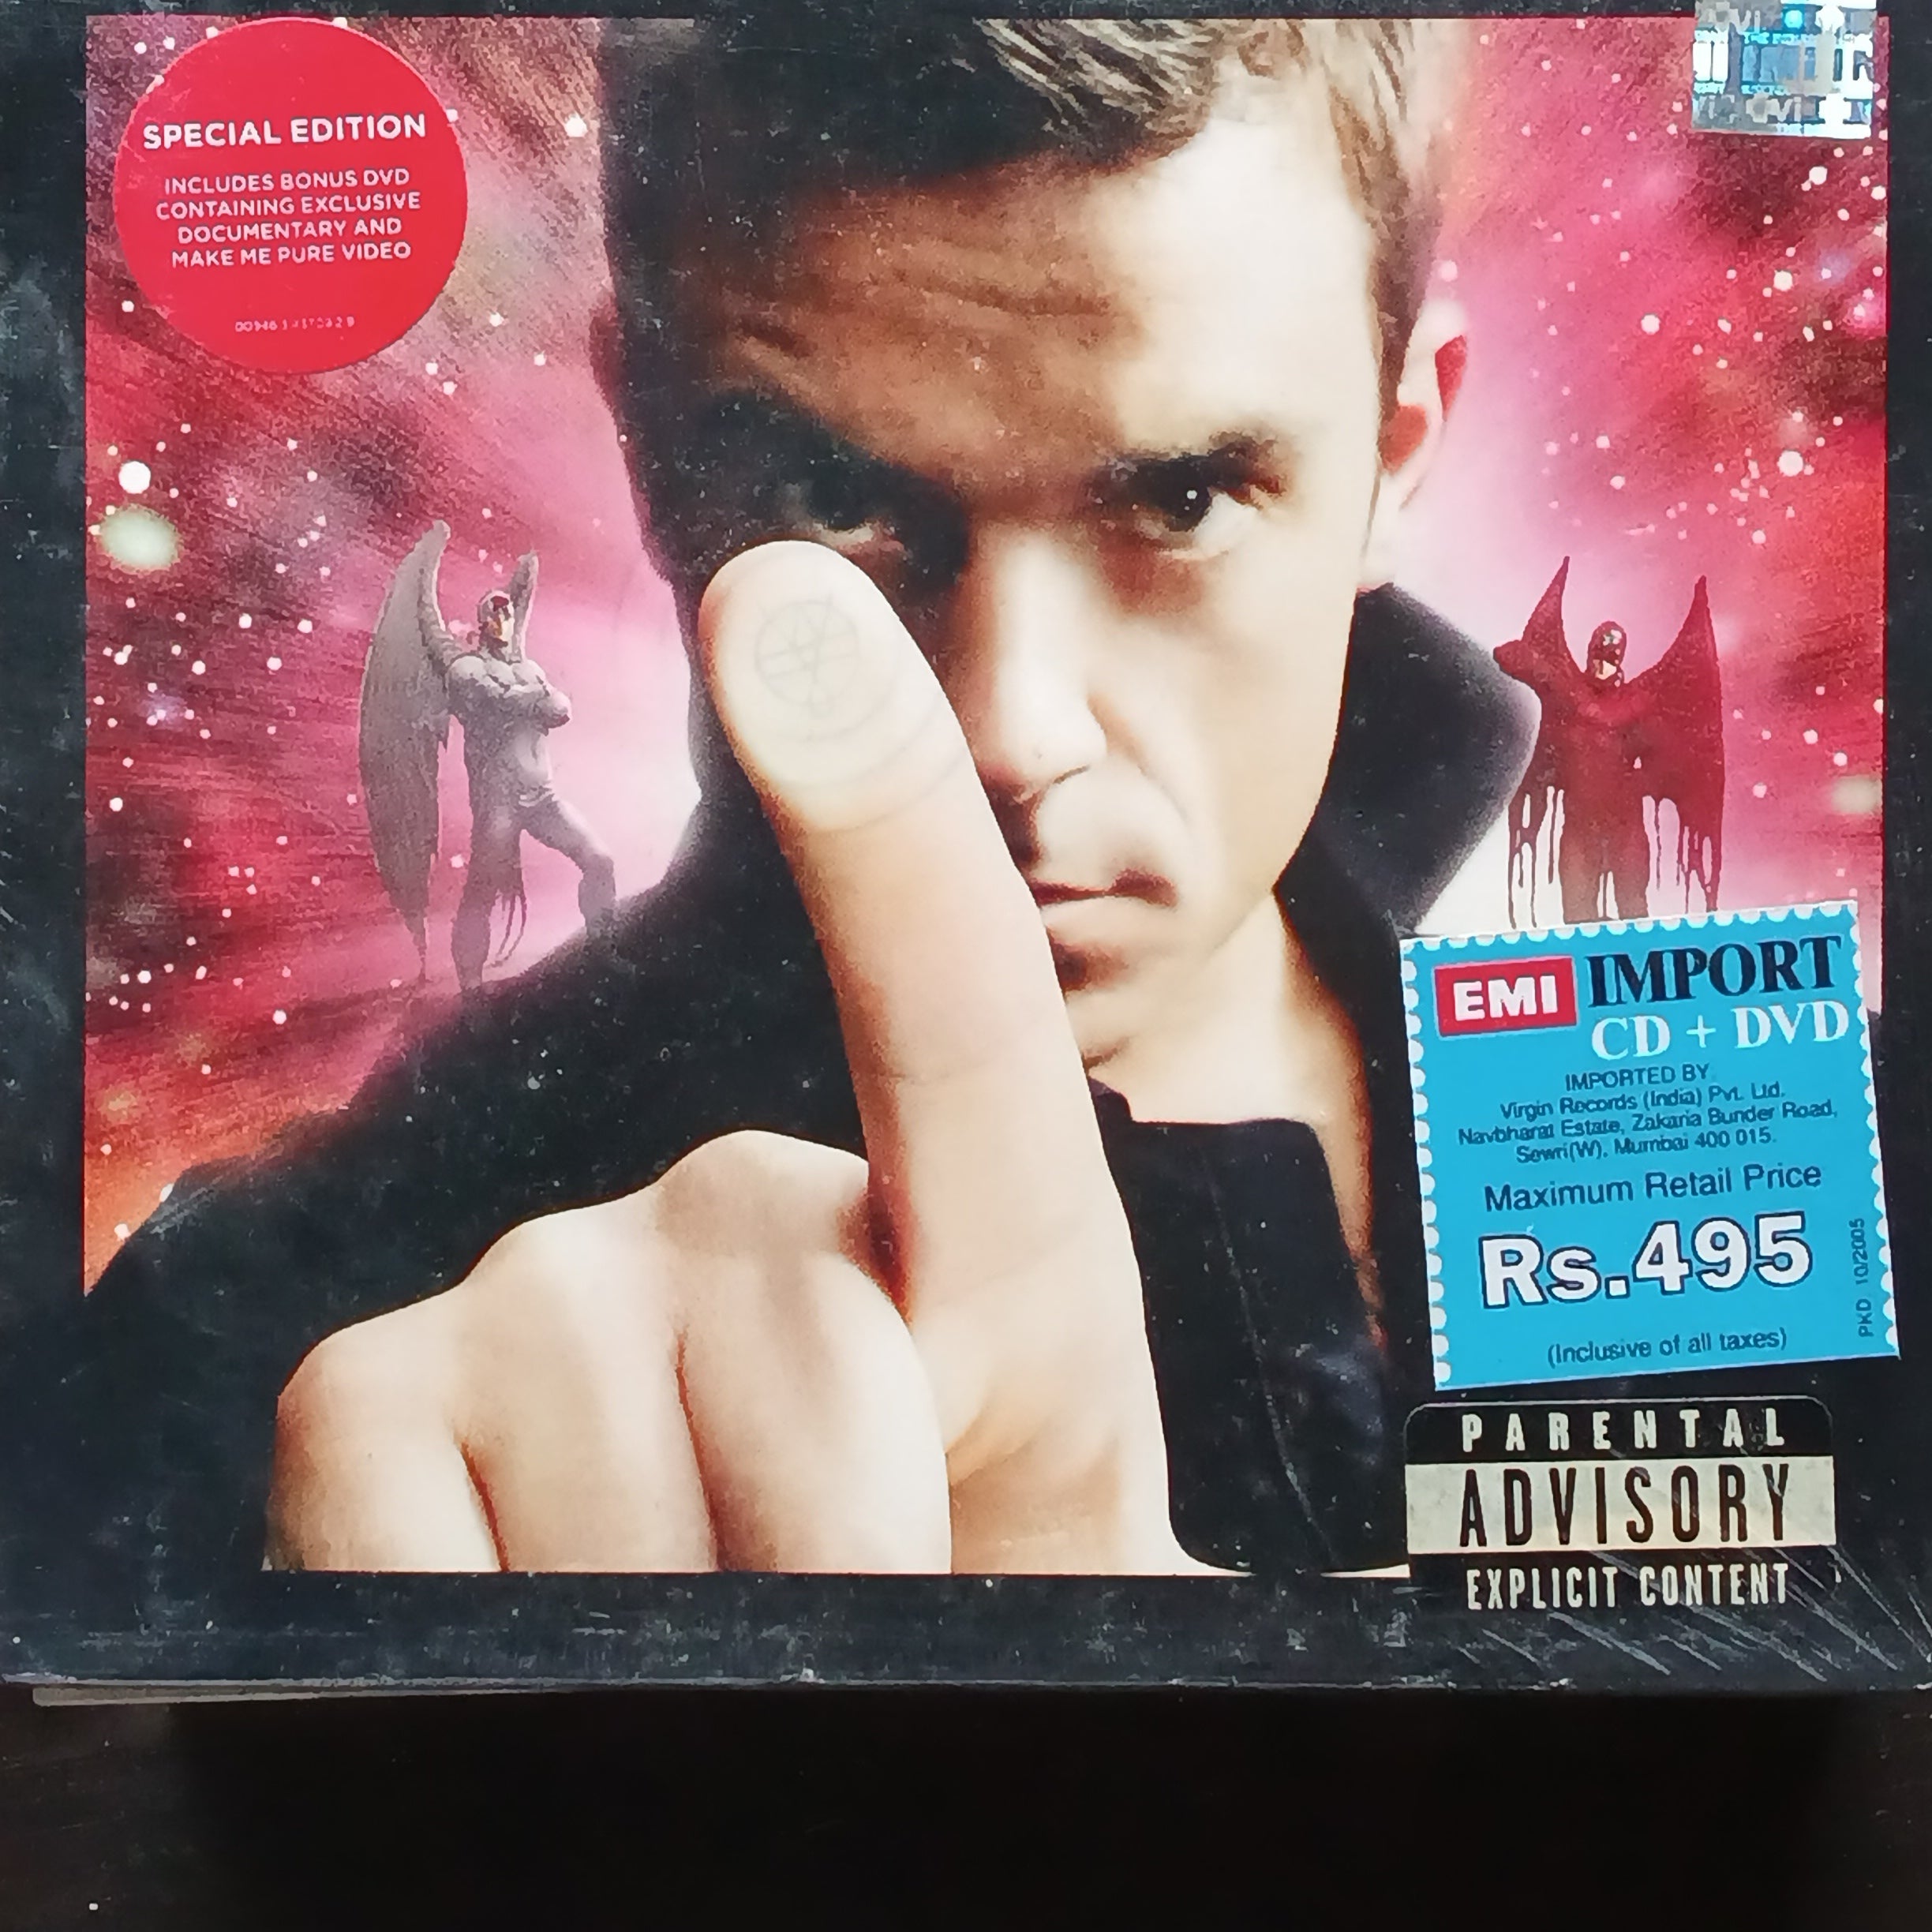 SPECIAL EDITION
INCLUDES BONUS DVD
CONTAINING EXCLUSIVE
DOCUMENTARY AND
MAKE ME PURE VIDEO
EMI IMPORT
CD + DVD
IMPORTED BY
Virgin Records (India) Pvt. Ltd.
Navbharat Estate, Zakaria Bunder Road,
Sewri(W), Mumbai 400 015.
Maximum Retail Price
Rs.495
(Inclusive of all taxes)
PKD 10/2005
PARENTAL
ADVISORY
EXPLICIT CONTENT